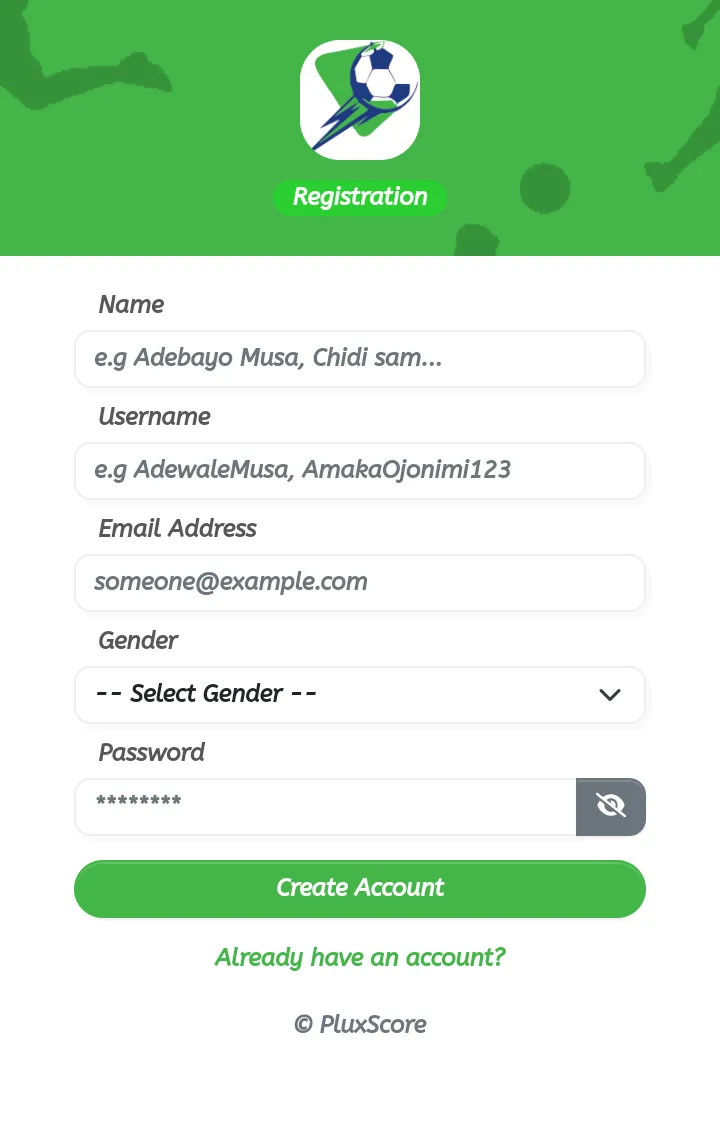 Registration
Name
e.g Adebayo Musa, Chidi sam...
Username
e.g AdewaleMusa, AmakaOjonimi123
Email Address
someone@example.com
Gender
-- Select Gender --
Password
********
Create Account
Already have an account?
© PluxScore